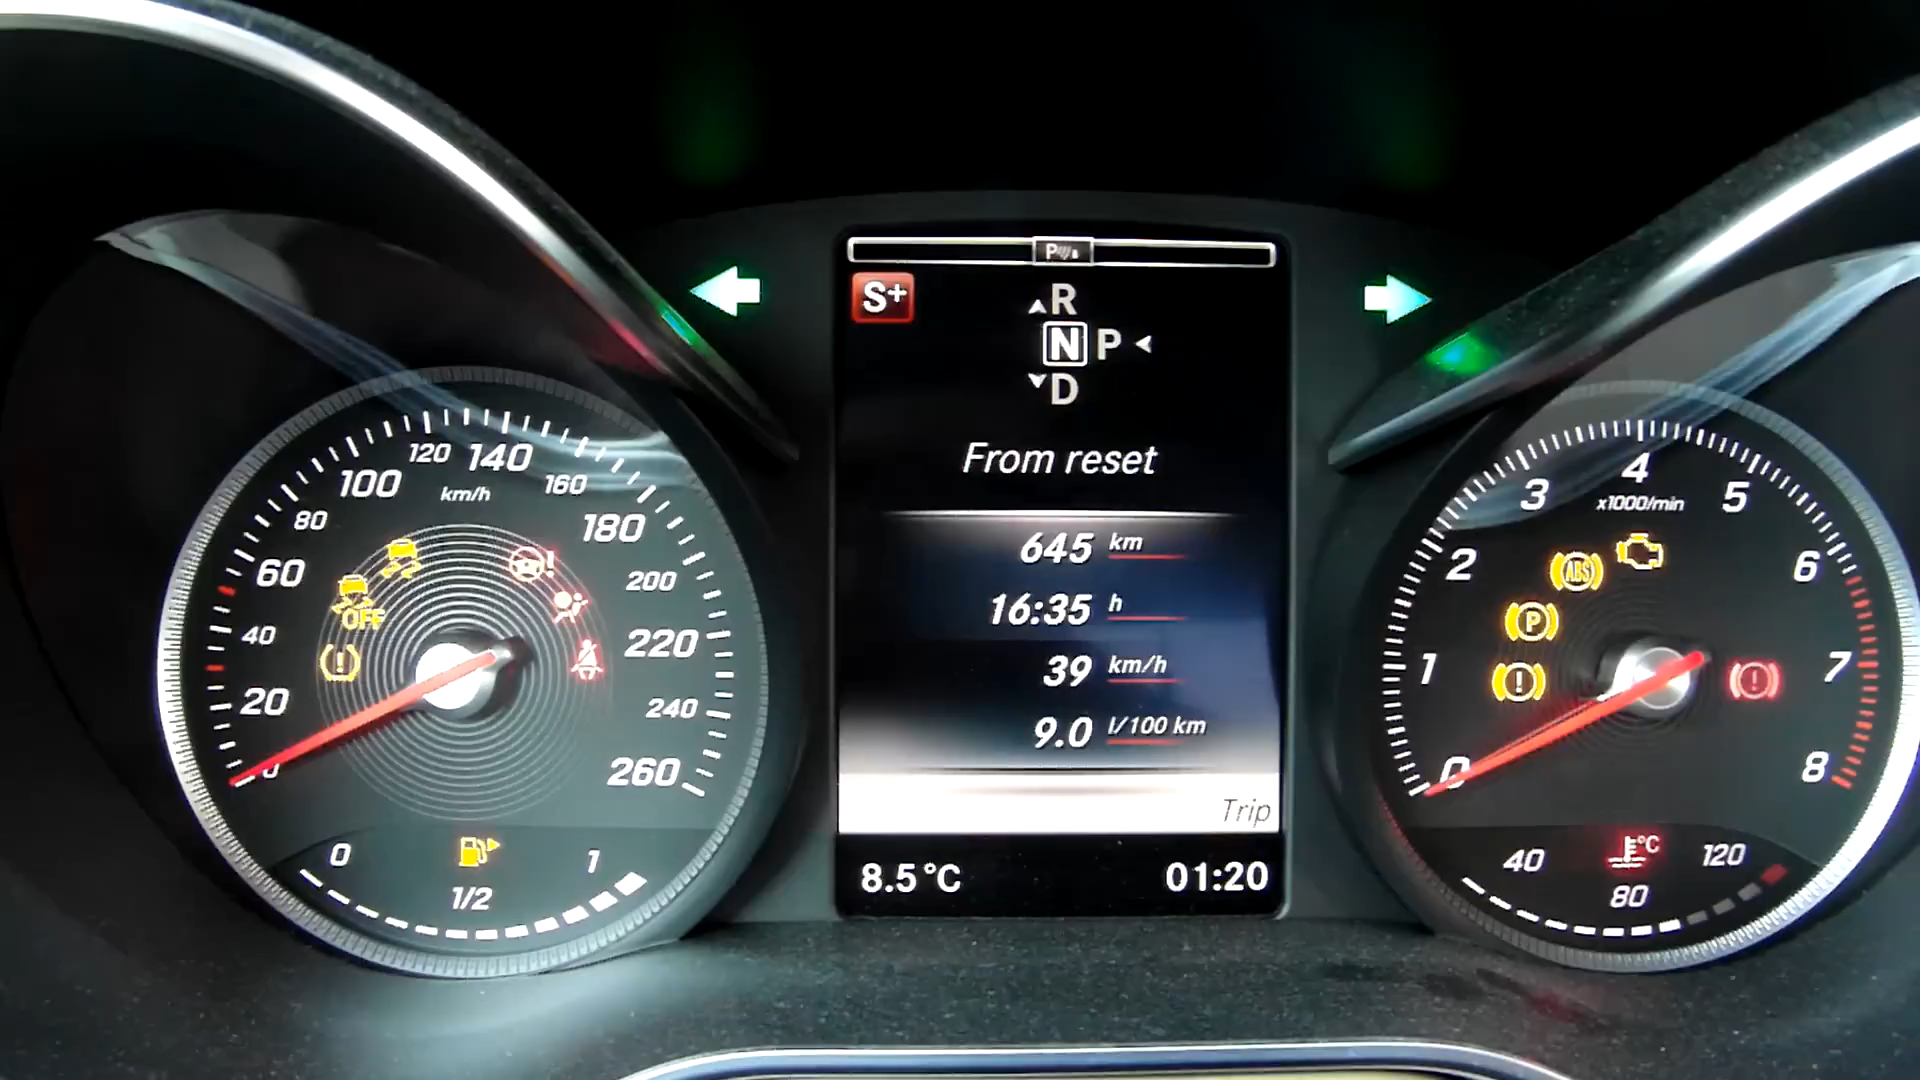 20
40
60
80
100
120
140
160
180
200
220
240
260
km/h
OFF
0
1/2
1
P
S+
R
N P
D
From reset
645 km
16:35 h
39 km/h
9.0 l/100 km
Trip
8.5°C
01:20
0
1
2
3
4
5
6
7
8
x1000/min
ABS
P
40
°C
80
120